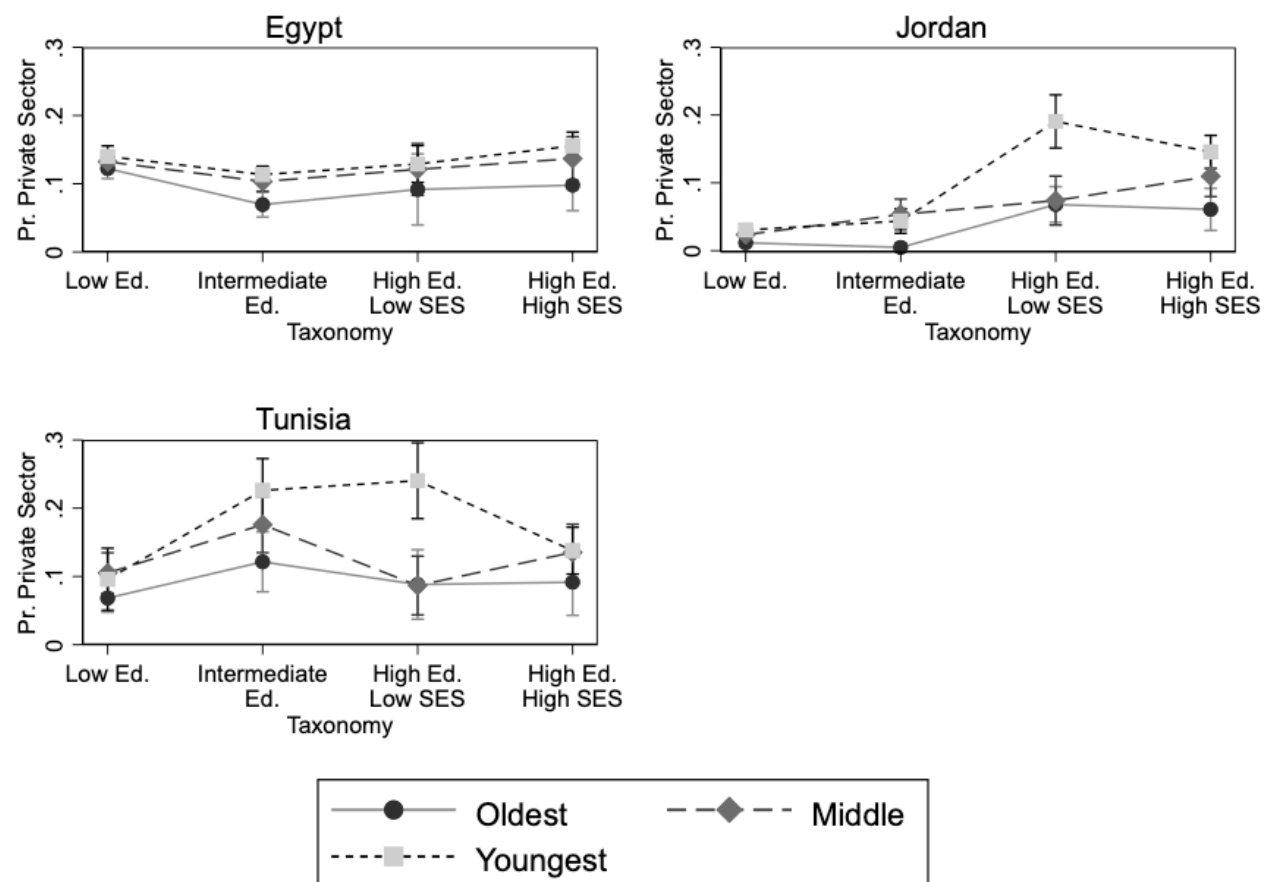 Egypt
Pr. Private Sector
0 .1 .2 .3
Low Ed. Intermediate Ed. High Ed. Low SES High Ed. High SES
Taxonomy
Jordan
Pr. Private Sector
0 .1 .2 .3
Low Ed. Intermediate Ed. High Ed. Low SES High Ed. High SES
Taxonomy
Tunisia
Pr. Private Sector
0 .1 .2 .3
Low Ed. Intermediate Ed. High Ed. Low SES High Ed. High SES
Taxonomy
Oldest Middle
Youngest